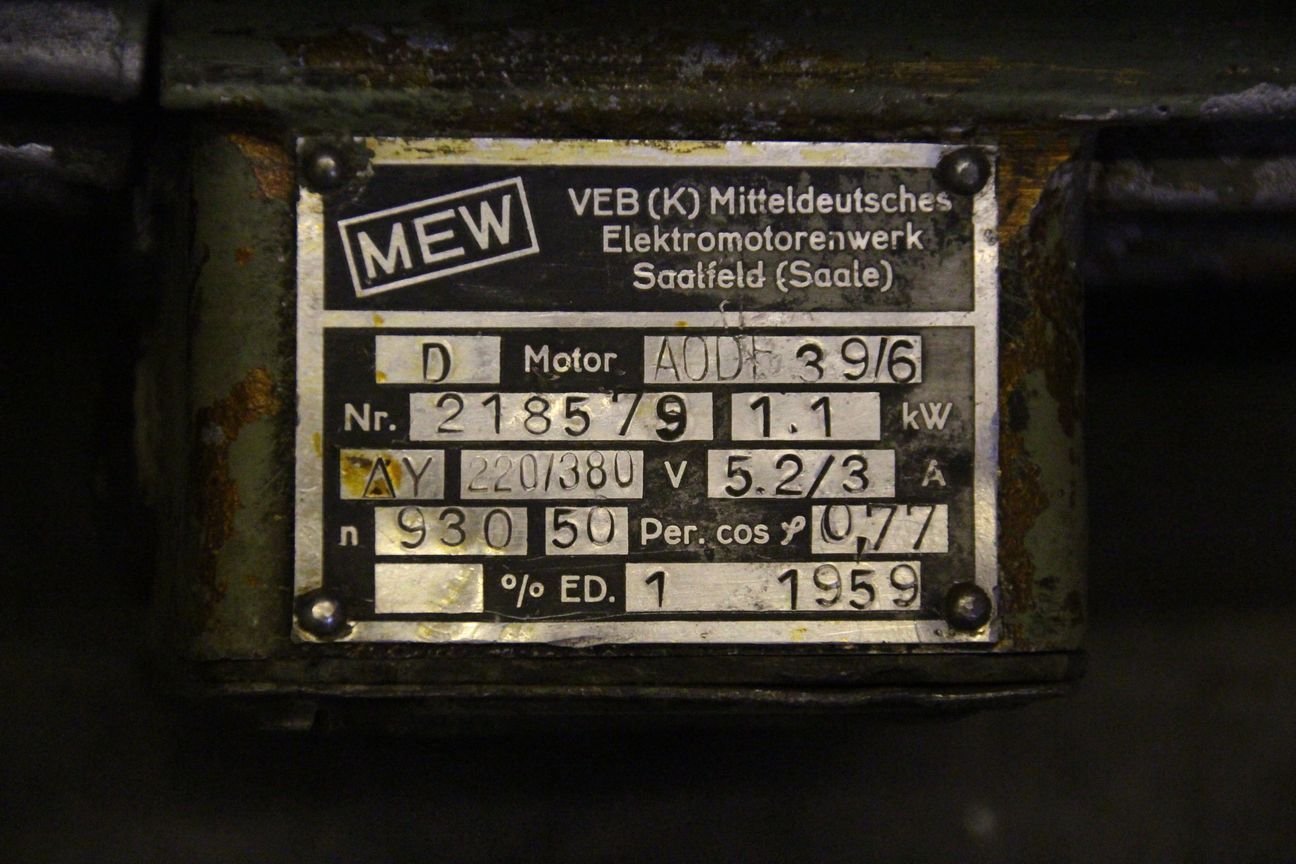 MEW
VEB (K) Mitteldeutsches
Elektromotorenwerk
Saalfeld (Saale)
D Motor AODF 39/6
Nr. 218579 1.1 kW
ΔY 220/380 V 5.2/3 A
n 930 50 Per. cos φ 0,77
% ED. 1 1959